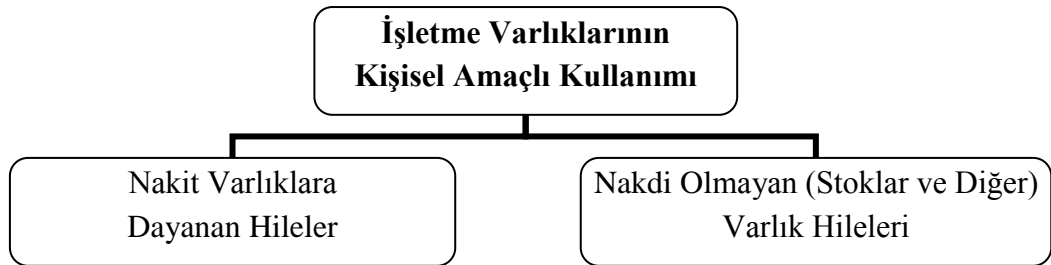 İşletme Varlıklarının
Kişisel Amaçlı Kullanımı
Nakit Varlıklara
Dayanan Hileler
Nakdi Olmayan (Stoklar ve Diğer)
Varlık Hileleri